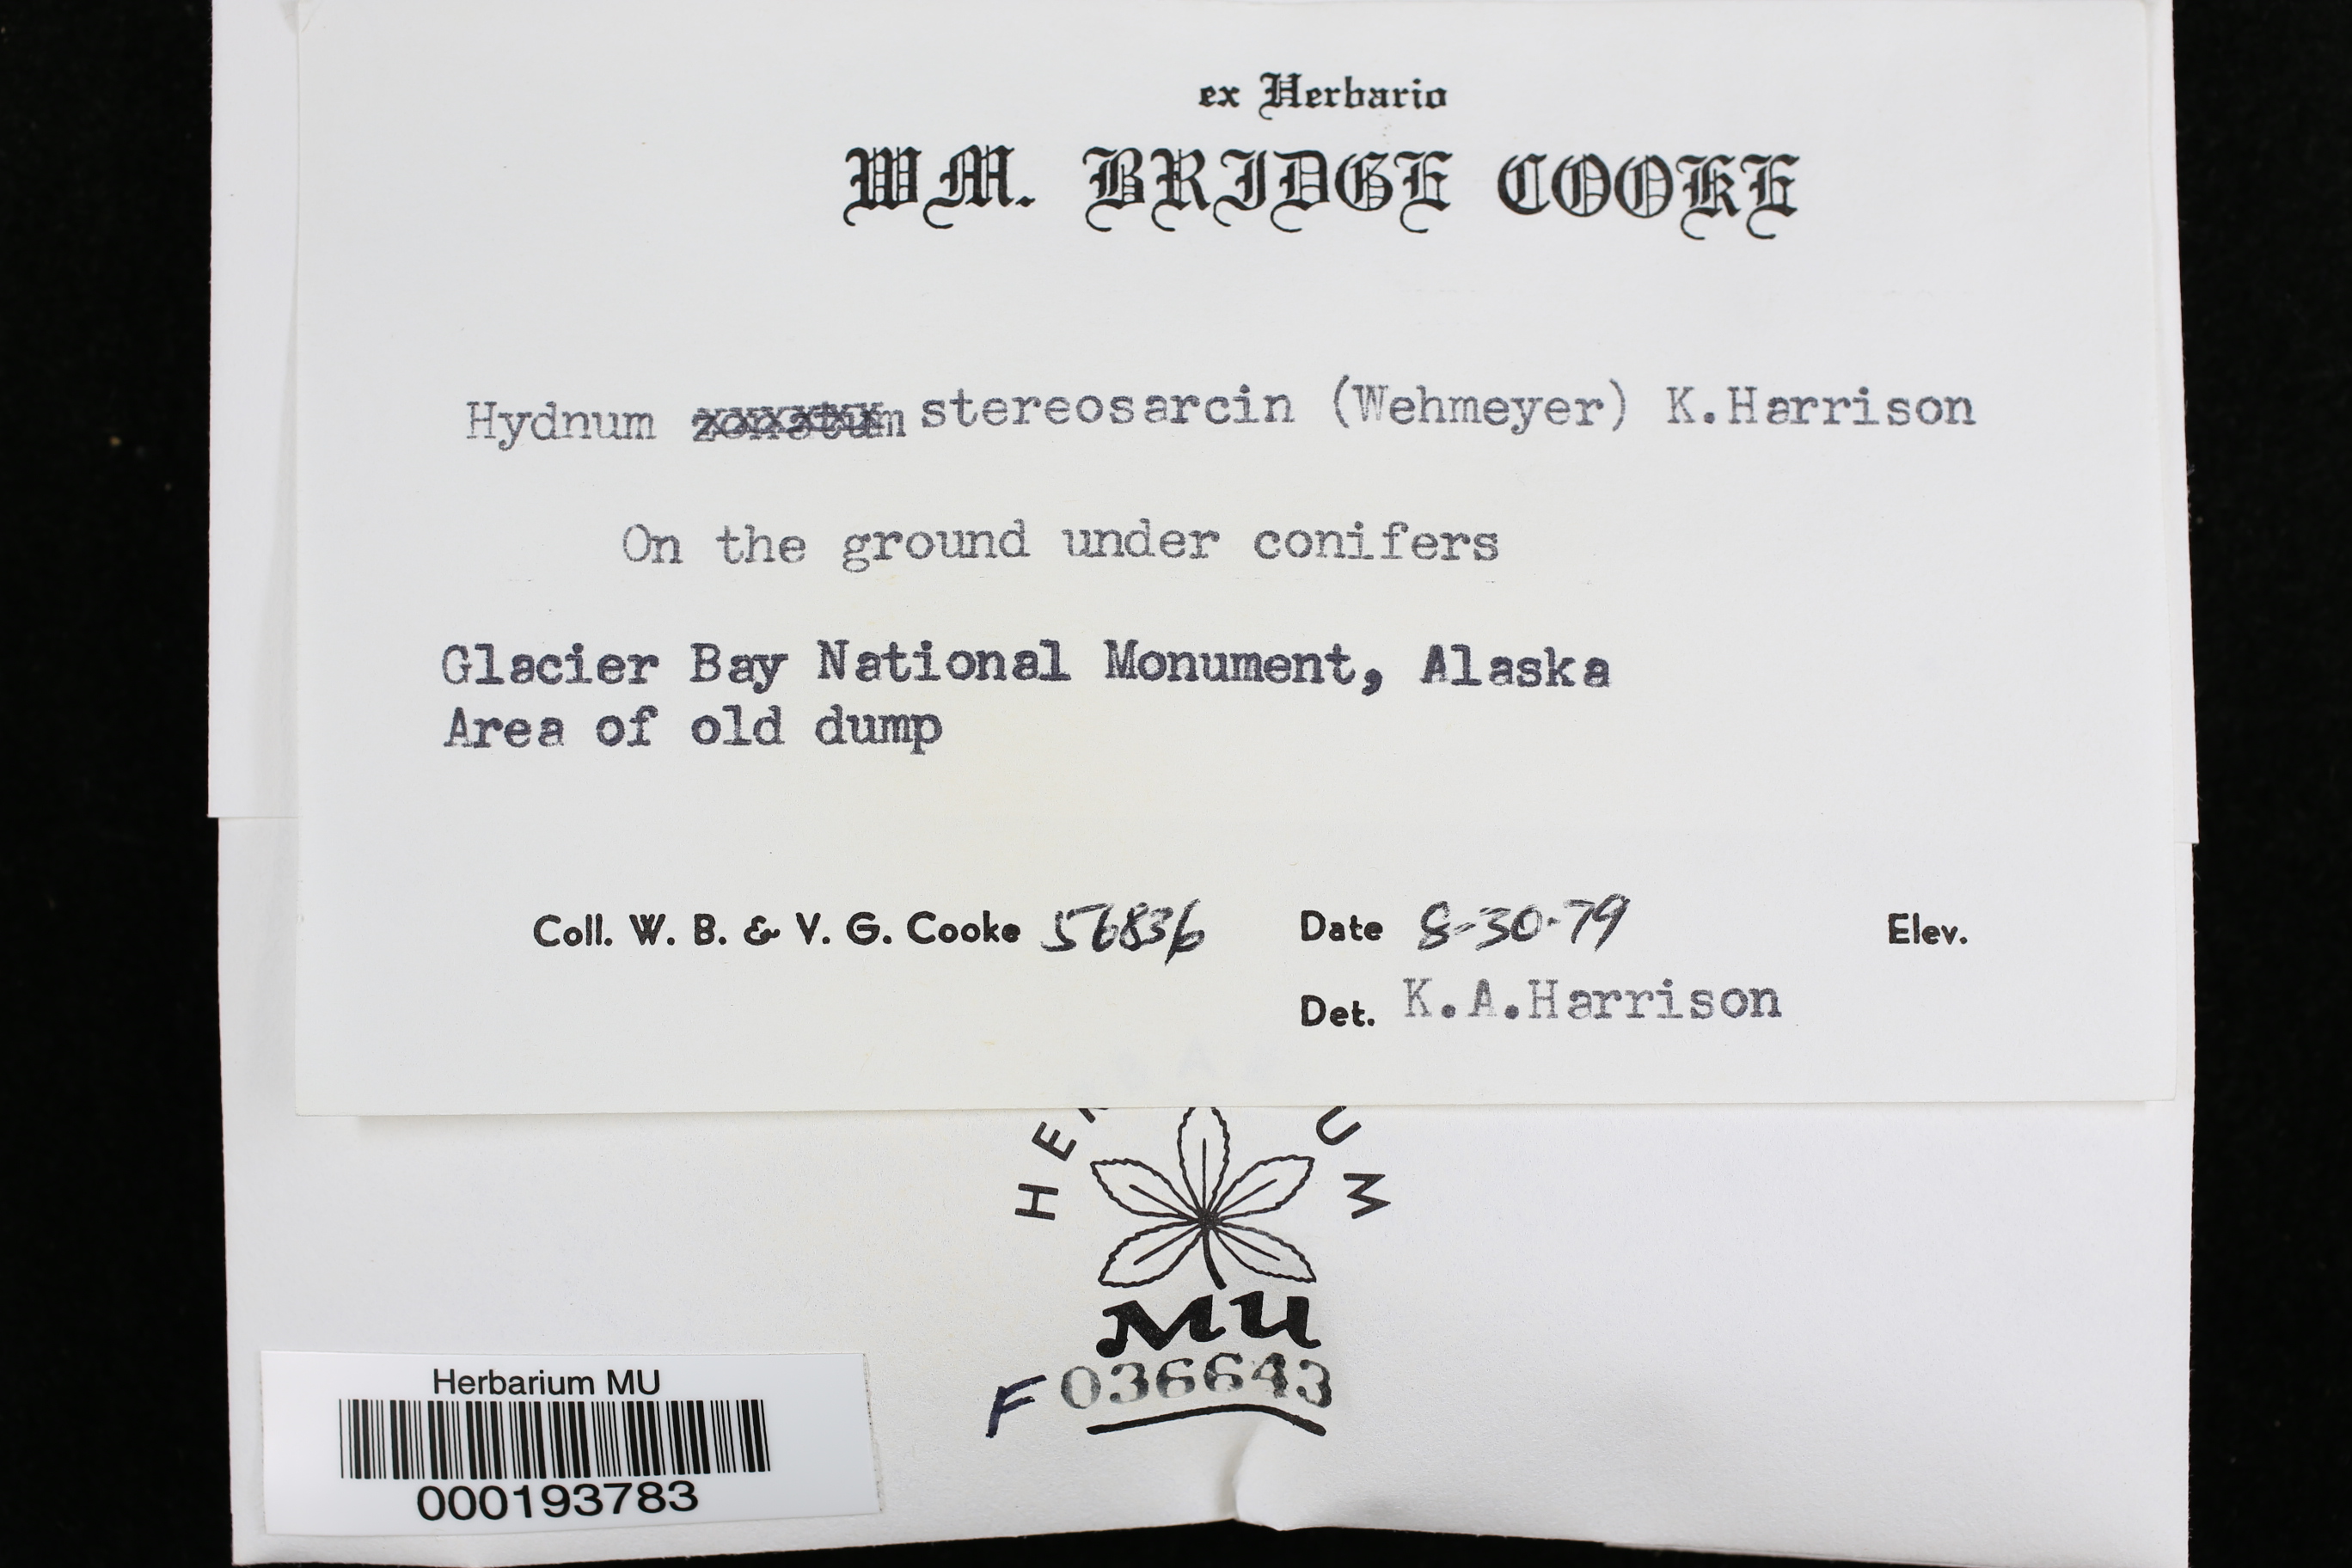 ex Herbario
WM. BRIDGE COOKE
Hydnum zonatum stereosarcin (Wehmeyer) K.Harrison
On the ground under conifers
Glacier Bay National Monument, Alaska
Area of old dump
Coll. W. B. & V. G. Cooke 56836 Date 8-30-79 Elev.
Det. K.A.Harrison
HERBARIUM
MU
F 036643
Herbarium MU
000193783